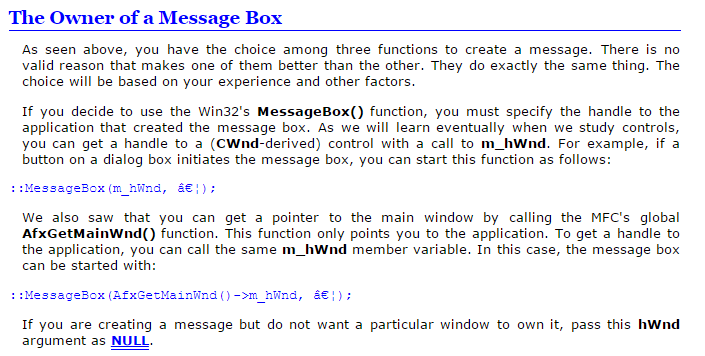 The Owner of a Message Box
As seen above, you have the choice among three functions to create a message. There is no
valid reason that makes one of them better than the other. They do exactly the same thing. The
choice will be based on your experience and other factors.
If you decide to use the Win32's MessageBox() function, you must specify the handle to the
application that created the message box. As we will learn eventually when we study controls,
you can get a handle to a (CWnd-derived) control with a call to m_hWnd. For example, if a
button on a dialog box initiates the message box, you can start this function as follows:
::MessageBox(m_hWnd, â€¦);
We also saw that you can get a pointer to the main window by calling the MFC's global
AfxGetMainWnd() function. This function only points you to the application. To get a handle to
the application, you can call the same m_hWnd member variable. In this case, the message box
can be started with:
::MessageBox(AfxGetMainWnd()->m_hWnd, â€¦);
If you are creating a message but do not want a particular window to own it, pass this hWnd
argument as NULL.